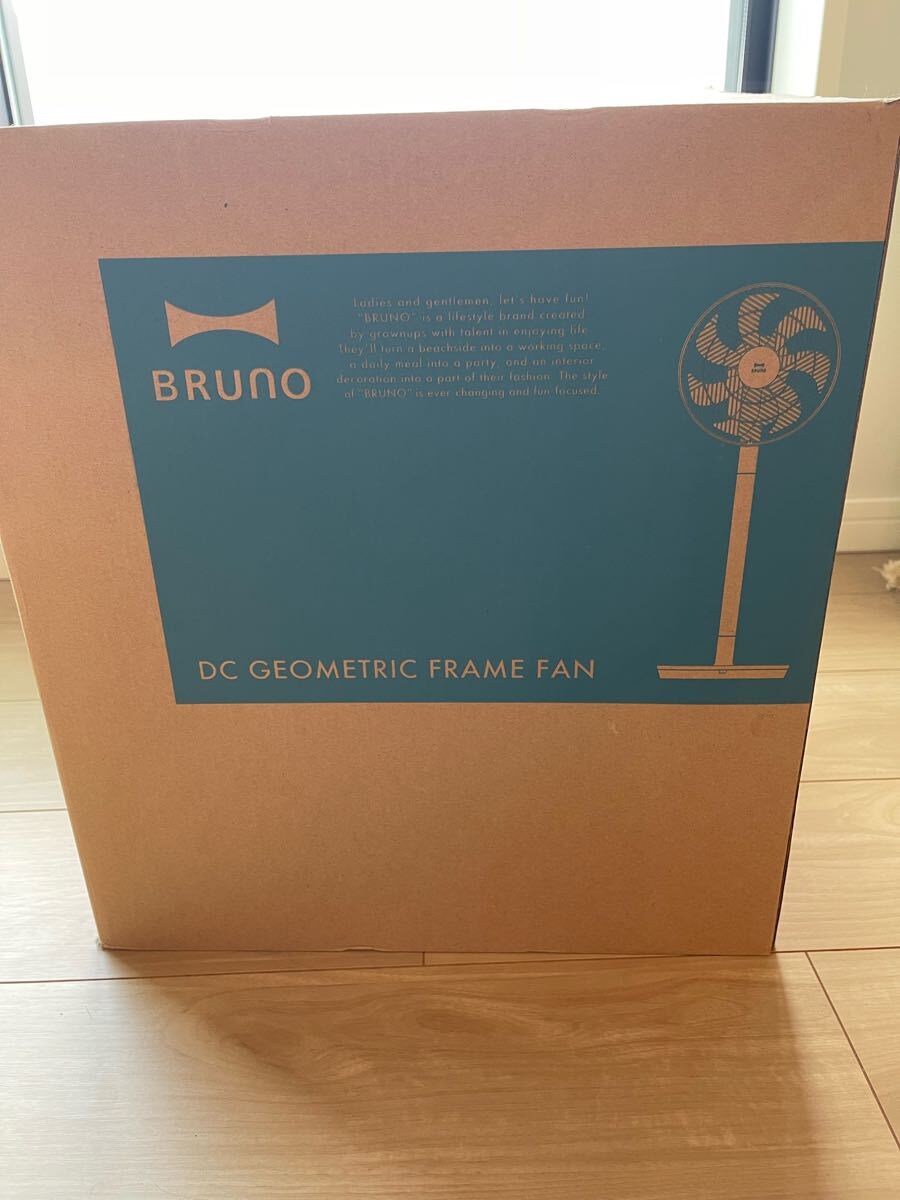 BRUNO
Ladies and gentlemen, let's have fun!
"BRUNO" is a lifestyle brand created
by grownups with talent in enjoying life
They'll turn a beachside into a working space,
a daily meal into a party, and an interior
decoration into a part of their fashion. The style
of "BRUNO" is ever changing and fun focused.
BRUNO
DC GEOMETRIC FRAME FAN